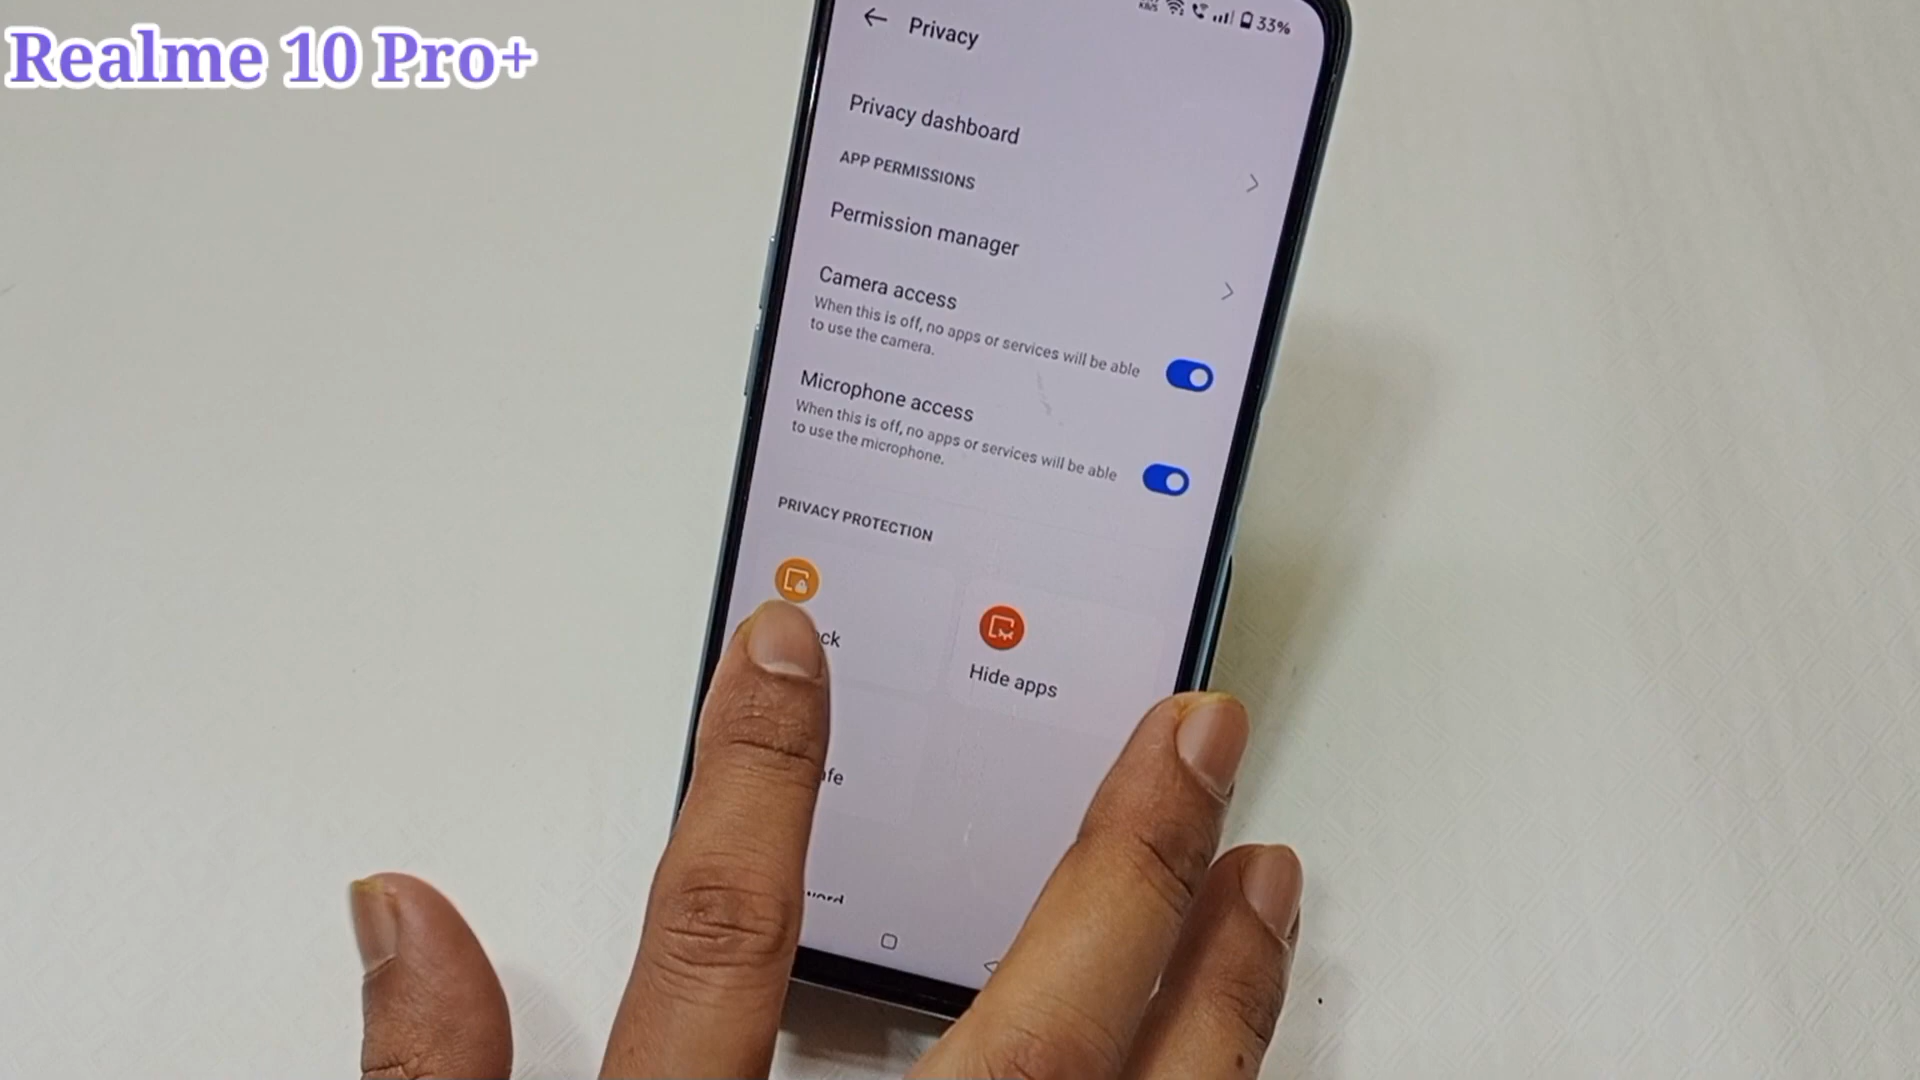 Realme 10 Pro+
33%
Privacy
Privacy dashboard
APP PERMISSIONS
Permission manager
Camera access
When this is off, no apps or services will be able
to use the camera.
Microphone access
When this is off, no apps or services will be able
to use the microphone.
PRIVACY PROTECTION
ck
Hide apps
afe